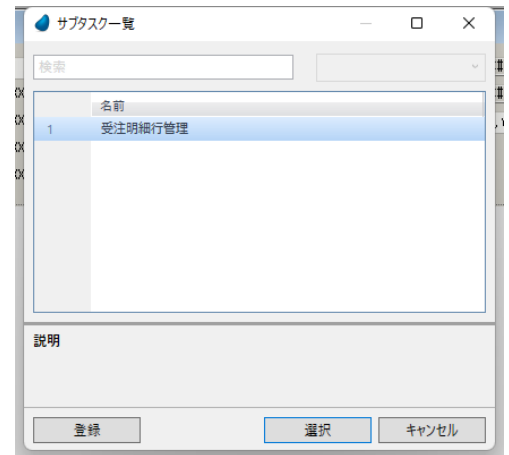 サブタスク一覧
検索
名前
1 受注明細行管理
説明
登録 選択 キャンセル